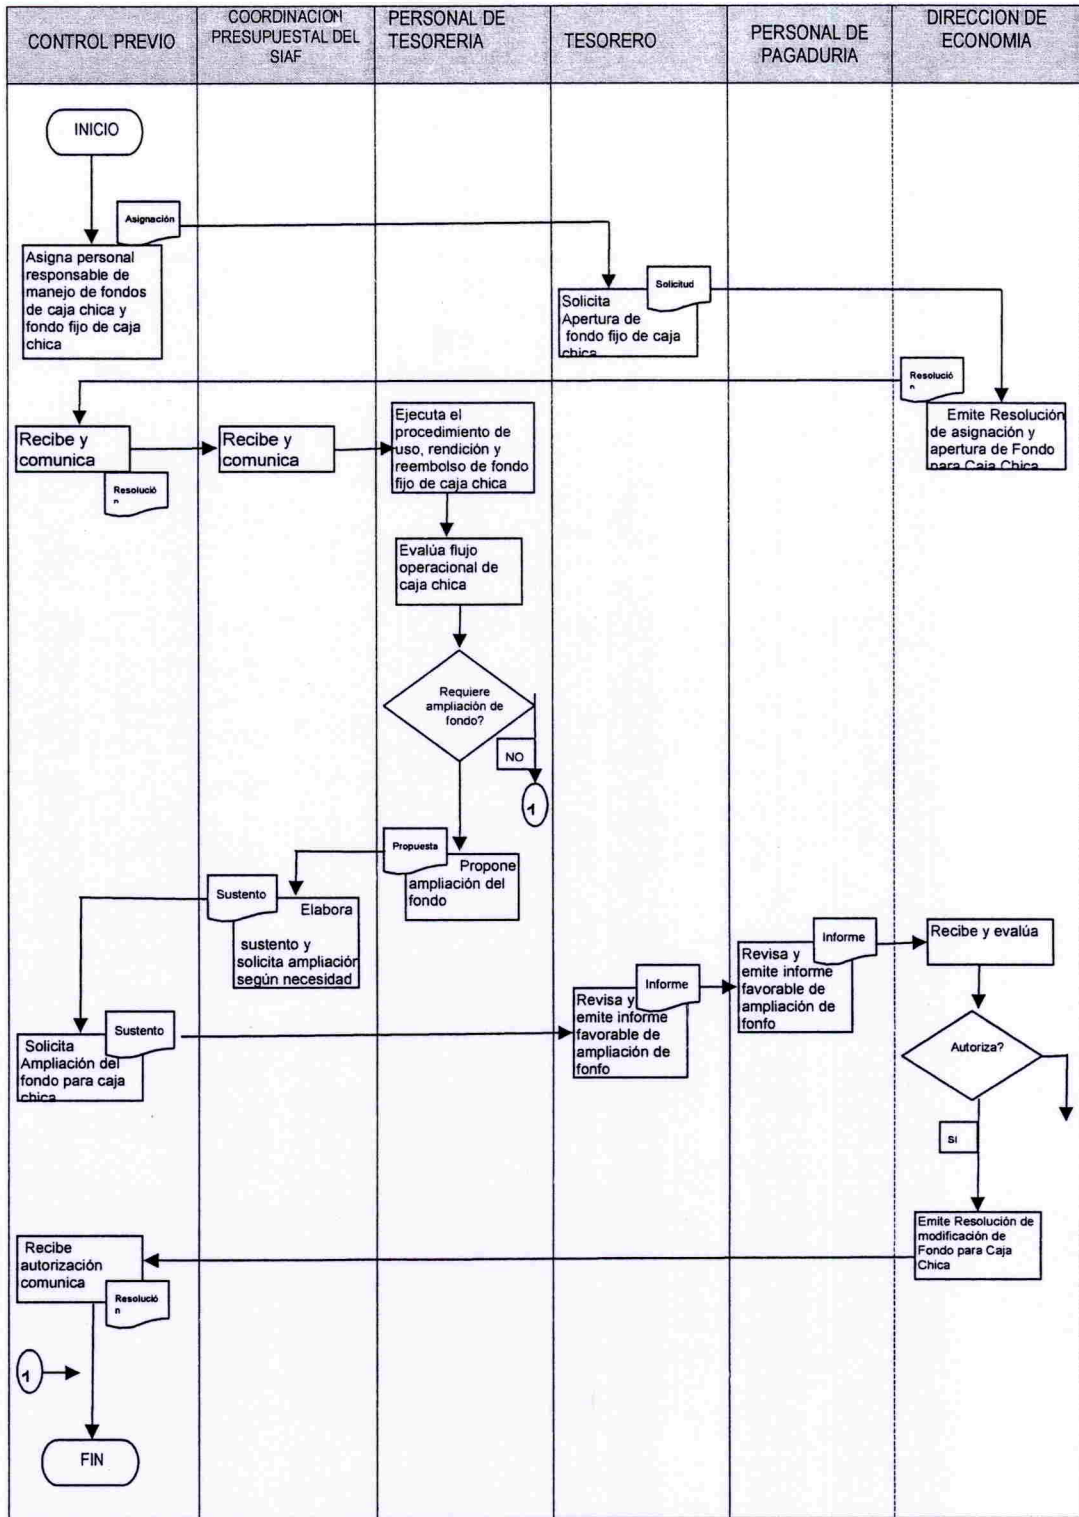 CONTROL PREVIO
COORDINACION
PRESUPUESTAL DEL
SIAF
PERSONAL DE
TESORERIA
TESORERO
PERSONAL DE
PAGADURIA
DIRECCION DE
ECONOMIA
INICIO
Asignación
Asigna personal
responsable de
manejo de fondos
de caja chica y
fondo fijo de caja
chica
Solicitud
Solicita
Apertura de
fondo fijo de caja
chica
Resolució
n
Emite Resolución
de asignación y
apertura de Fondo
para Caja Chica
Recibe y
comunica
Resolució
n
Recibe y
comunica
Ejecuta el
procedimiento de
uso, rendición y
reembolso de fondo
fijo de caja chica
Evalúa flujo
operacional de
caja chica
Requiere
ampliación de
fondo?
NO
1
Propuesta
Propone
ampliación del
fondo
Sustento
Elabora
sustento y
solicita ampliación
según necesidad
Sustento
Solicita
Ampliación del
fondo para caja
chica
Informe
Revisa y
emite informe
favorable de
ampliación de
fonfo
Informe
Revisa y
emite informe
favorable de
ampliación de
fonfo
Recibe y evalúa
Autoriza?
SI
Emite Resolución de
modificación de
Fondo para Caja
Chica
Recibe
autorización
comunica
Resolució
n
1
FIN